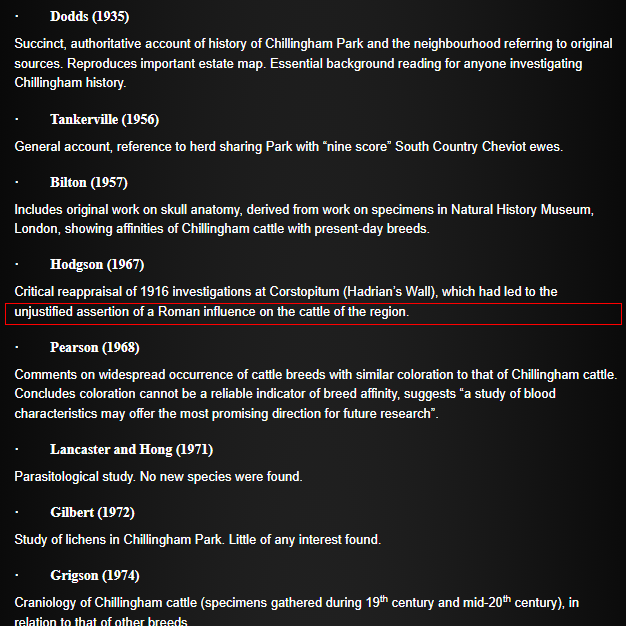 · Dodds (1935)
Succinct, authoritative account of history of Chillingham Park and the neighbourhood referring to original
sources. Reproduces important estate map. Essential background reading for anyone investigating
Chillingham history.
· Tankerville (1956)
General account, reference to herd sharing Park with “nine score” South Country Cheviot ewes.
· Bilton (1957)
Includes original work on skull anatomy, derived from work on specimens in Natural History Museum,
London, showing affinities of Chillingham cattle with present-day breeds.
· Hodgson (1967)
Critical reappraisal of 1916 investigations at Corstopitum (Hadrian’s Wall), which had led to the
unjustified assertion of a Roman influence on the cattle of the region.
· Pearson (1968)
Comments on widespread occurrence of cattle breeds with similar coloration to that of Chillingham cattle.
Concludes coloration cannot be a reliable indicator of breed affinity, suggests “a study of blood
characteristics may offer the most promising direction for future research”.
· Lancaster and Hong (1971)
Parasitological study. No new species were found.
· Gilbert (1972)
Study of lichens in Chillingham Park. Little of any interest found.
· Grigson (1974)
Craniology of Chillingham cattle (specimens gathered during 19th century and mid-20th century), in
relation to that of other breeds